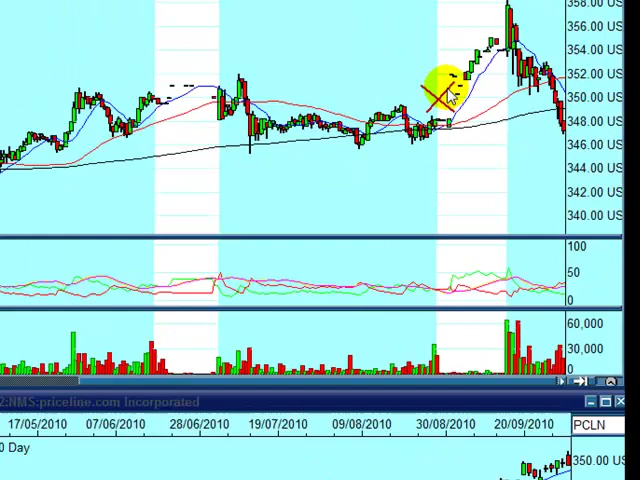 358.00 US
356.00 US
354.00 US
352.00 US
350.00 US
348.00 US
346.00 US
344.00 US
342.00 US
340.00 US
100
50
0
60,000
30,000
0
2:NMS:priceline.com Incorporated
17/05/2010 07/06/2010 28/06/2010 19/07/2010 09/08/2010 30/08/2010 20/09/2010 PCLN
0 Day
350.00 US